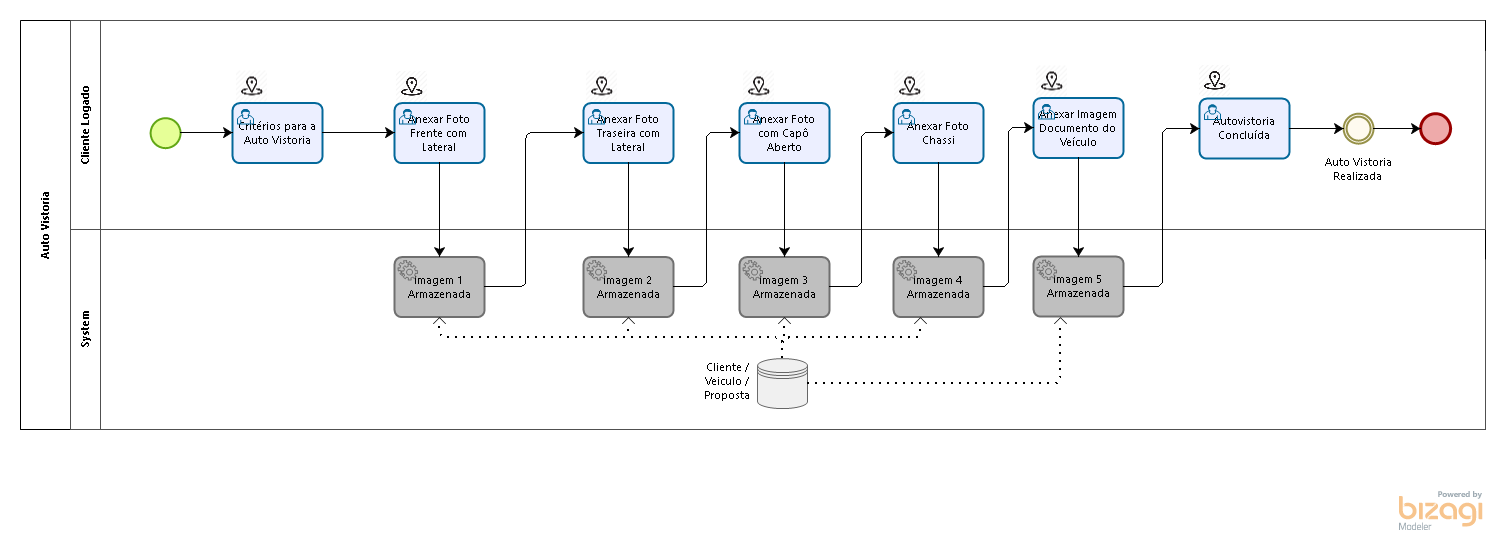 Auto Vistoria
Cliente Logado
Critérios para a
Auto Vistoria
Anexar Foto
Frente com
Lateral
Anexar Foto
Traseira com
Lateral
Anexar Foto
com Capô
Aberto
Anexar Foto
Chassi
Anexar Imagem
Documento do
Veículo
Autovistoria
Concluída
Auto Vistoria
Realizada
System
Imagem 1
Armazenada
Imagem 2
Armazenada
Imagem 3
Armazenada
Imagem 4
Armazenada
Imagem 5
Armazenada
Cliente /
Veiculo /
Proposta
Powered by
bizagi
Modeler